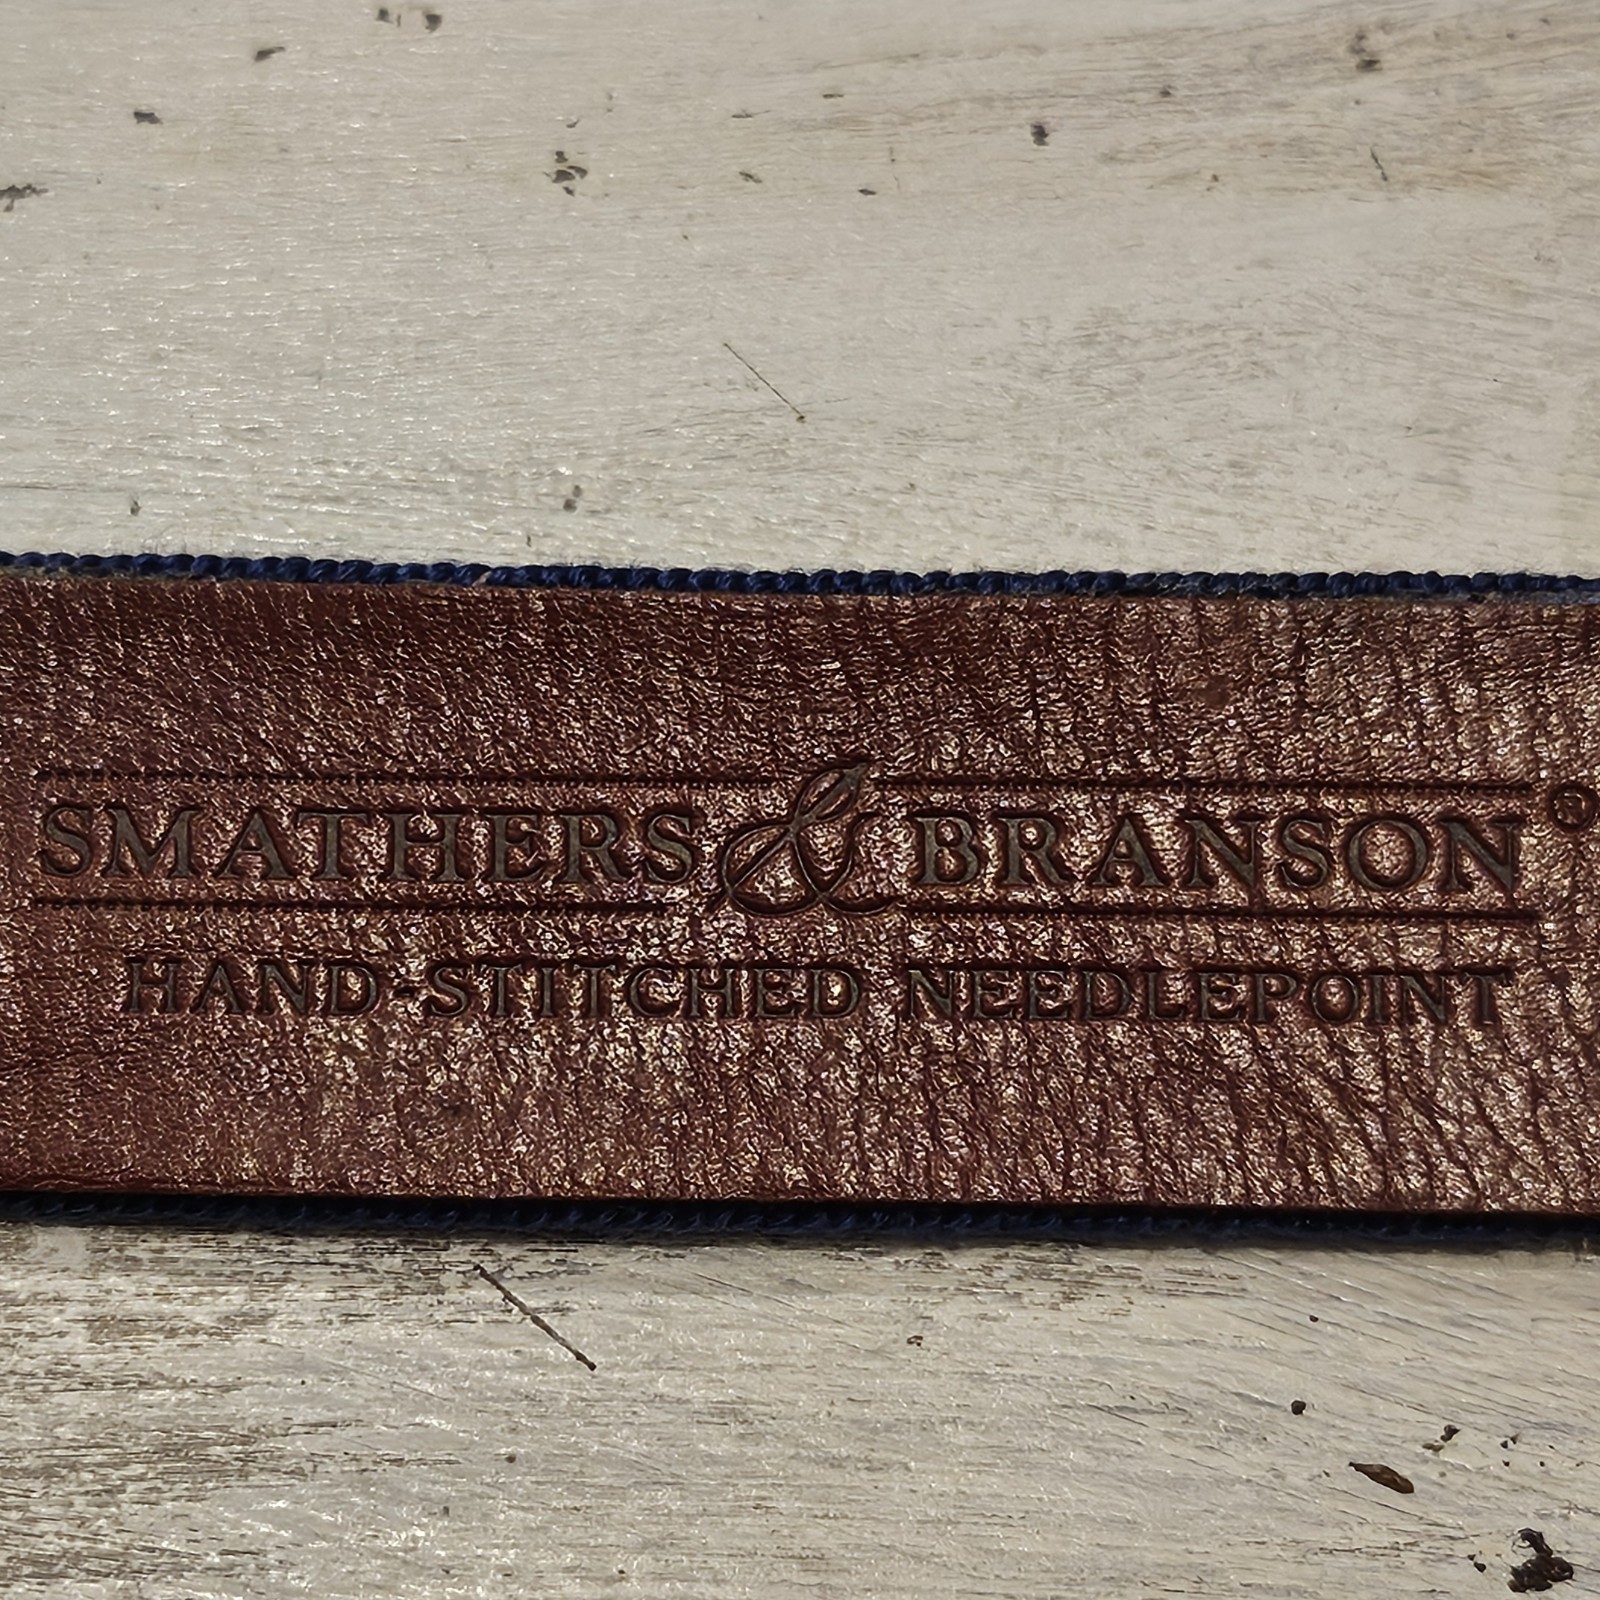 SMATHERS & BRANSON®
HAND-STITCHED NEEDLEPOINT